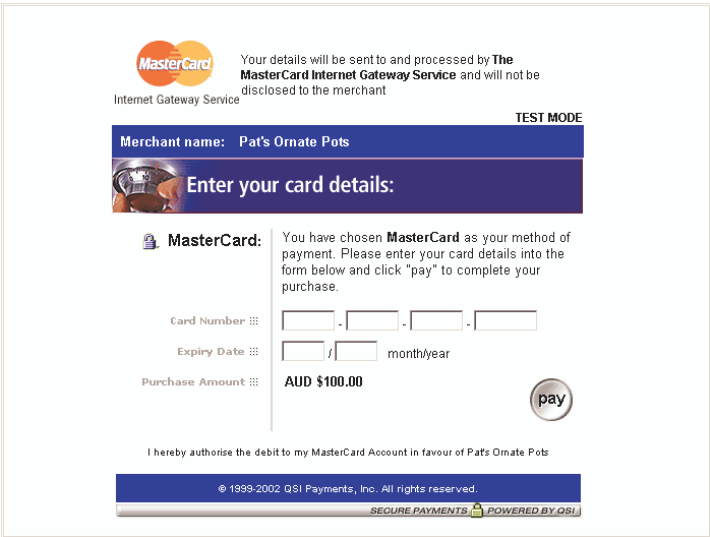 MasterCard
Internet Gateway Service
Your details will be sent to and processed by The
MasterCard Internet Gateway Service and will not be
disclosed to the merchant
TEST MODE
Merchant name: Pat's Ornate Pots
Enter your card details:
MasterCard:
You have chosen MasterCard as your method of
payment. Please enter your card details into the
form below and click "pay" to complete your
purchase.
Card Number - - -
Expiry Date / month/year
Purchase Amount AUD $100.00
pay
I hereby authorise the debit to my MasterCard Account in favour of Pat's Ornate Pots
© 1999-2002 QSI Payments, Inc. All rights reserved.
SECURE PAYMENTS POWERED BY QSI